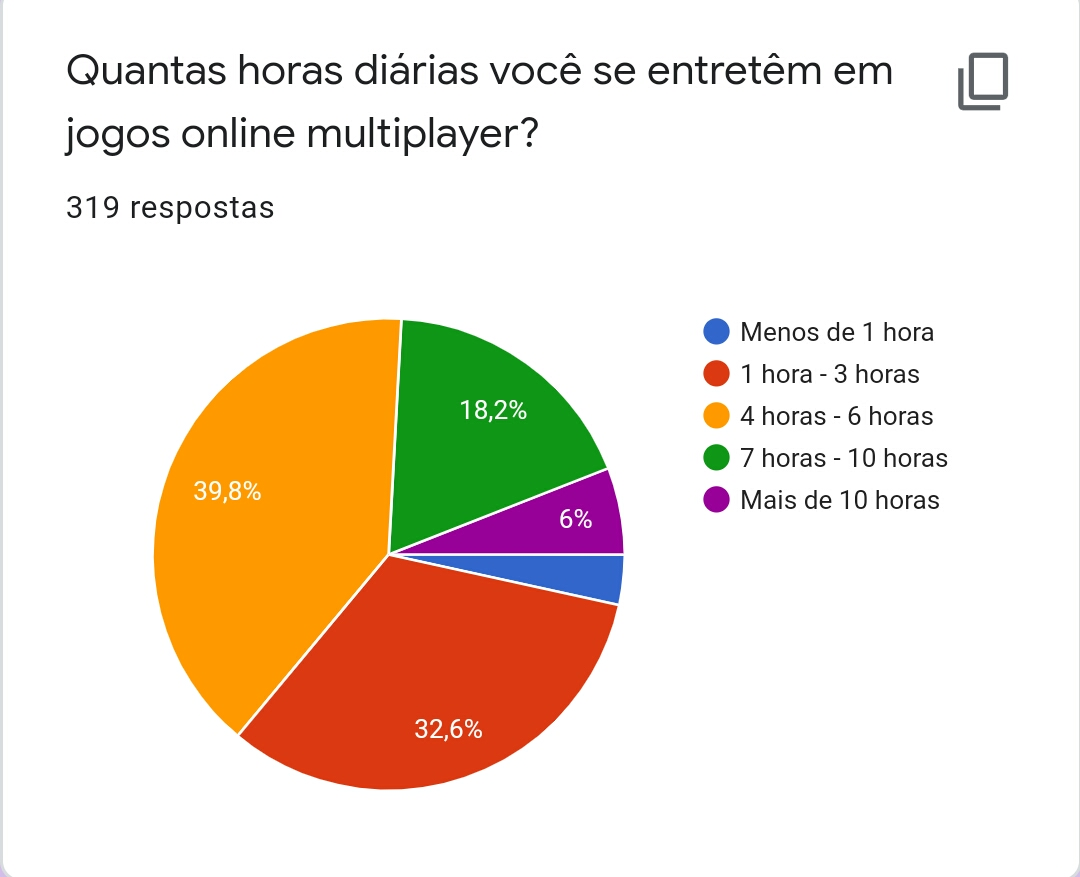 Quantas horas diárias você se entretêm em
jogos online multiplayer?
319 respostas
Menos de 1 hora
1 hora - 3 horas
4 horas - 6 horas
7 horas - 10 horas
Mais de 10 horas
18,2%
39,8%
6%
32,6%